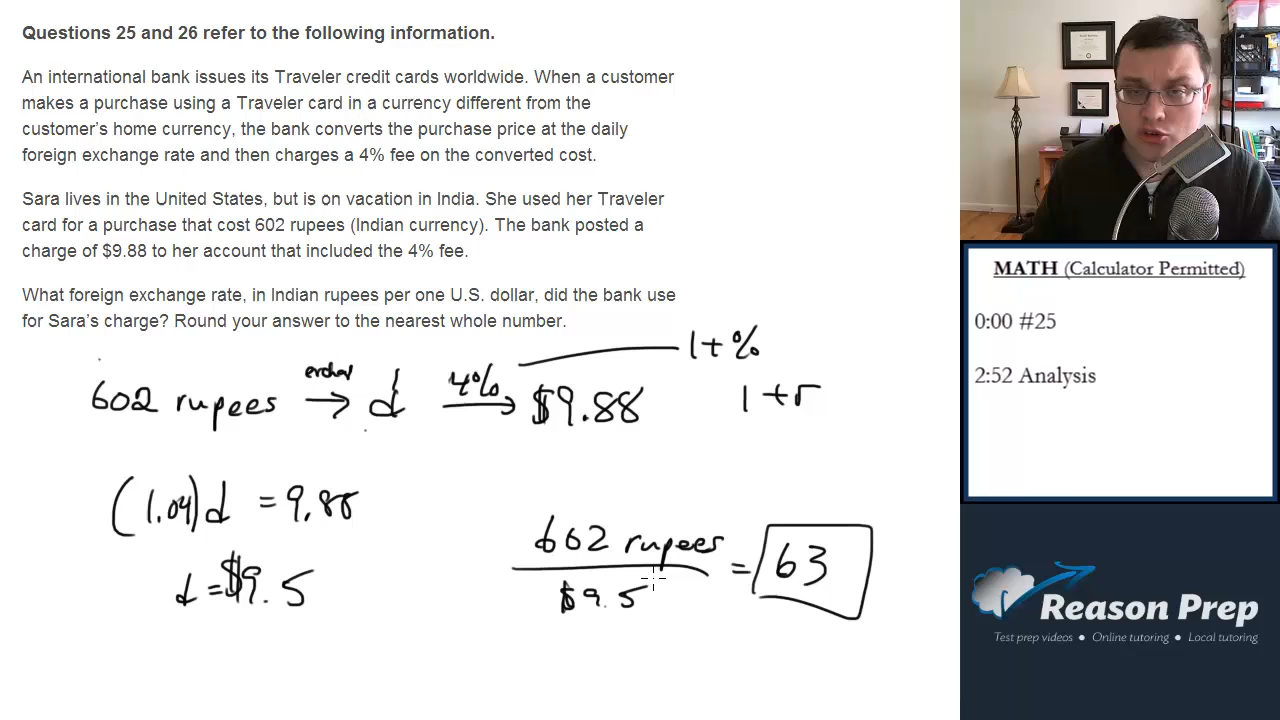 Questions 25 and 26 refer to the following information.
An international bank issues its Traveler credit cards worldwide. When a customer
makes a purchase using a Traveler card in a currency different from the
customer's home currency, the bank converts the purchase price at the daily
foreign exchange rate and then charges a 4% fee on the converted cost.
Sara lives in the United States, but is on vacation in India. She used her Traveler
card for a purchase that cost 602 rupees (Indian currency). The bank posted a
charge of $9.88 to her account that included the 4% fee.
What foreign exchange rate, in Indian rupees per one U.S. dollar, did the bank use
for Sara's charge? Round your answer to the nearest whole number.
1+%
602 rupees → d 4% → $9.88
1+r
(1.04)d = 9.88
d = $9.5
602 rupees
$9.5
= 63
MATH (Calculator Permitted)
0:00 #25
2:52 Analysis
Reason Prep
Test prep videos ● Online tutoring ● Local tutoring